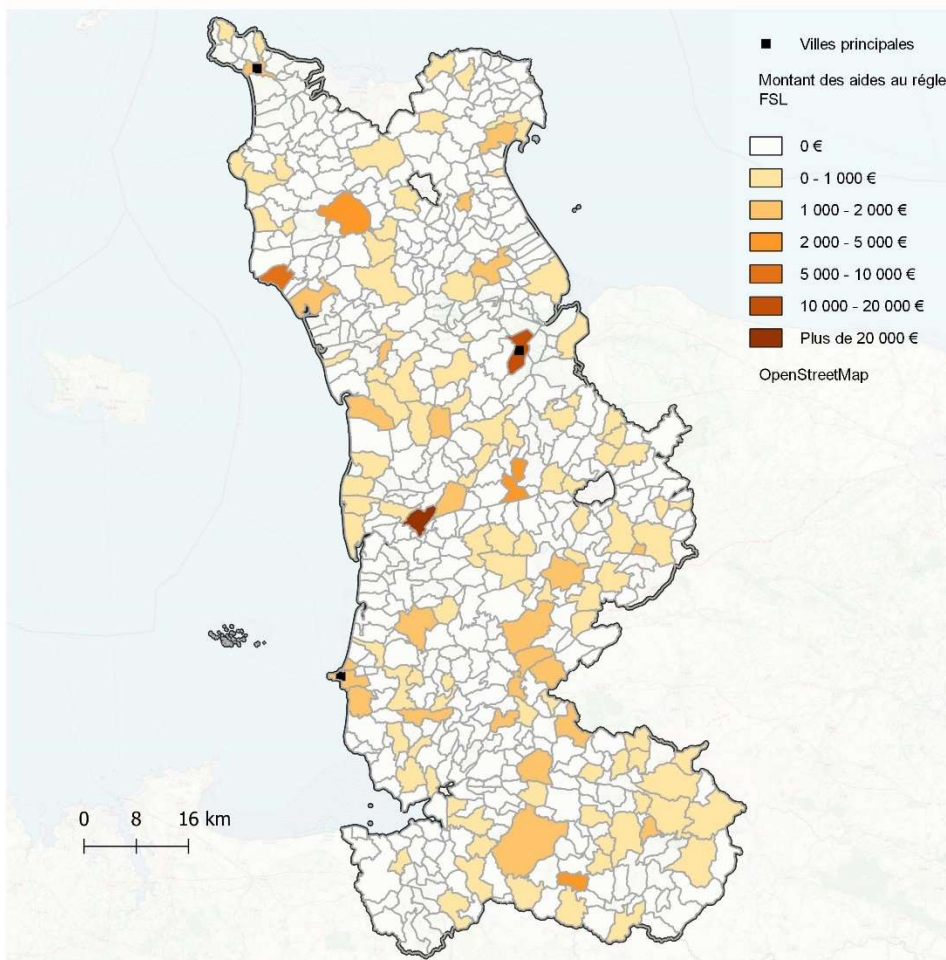 Villes principales
Montant des aides au régle
FSL
0 €
0 - 1 000 €
1 000 - 2 000 €
2 000 - 5 000 €
5 000 - 10 000 €
10 000 - 20 000 €
Plus de 20 000 €
OpenStreetMap
0 8 16 km